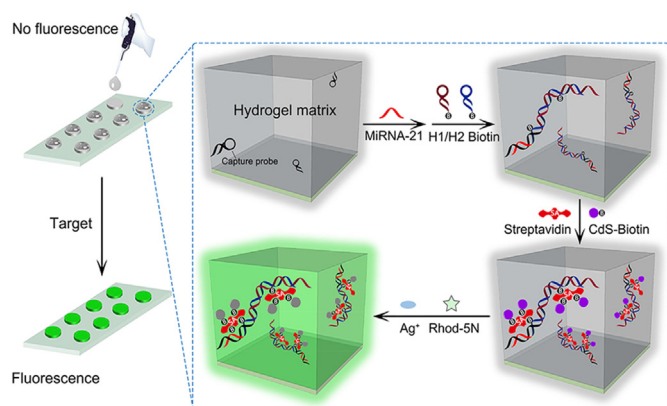 No fluorescence
Hydrogel matrix
Capture probe
MiRNA-21
H1/H2 Biotin
B
B
Target
Streptavidin
CdS-Biotin
SA
B
Ag⁺
Rhod-5N
Fluorescence